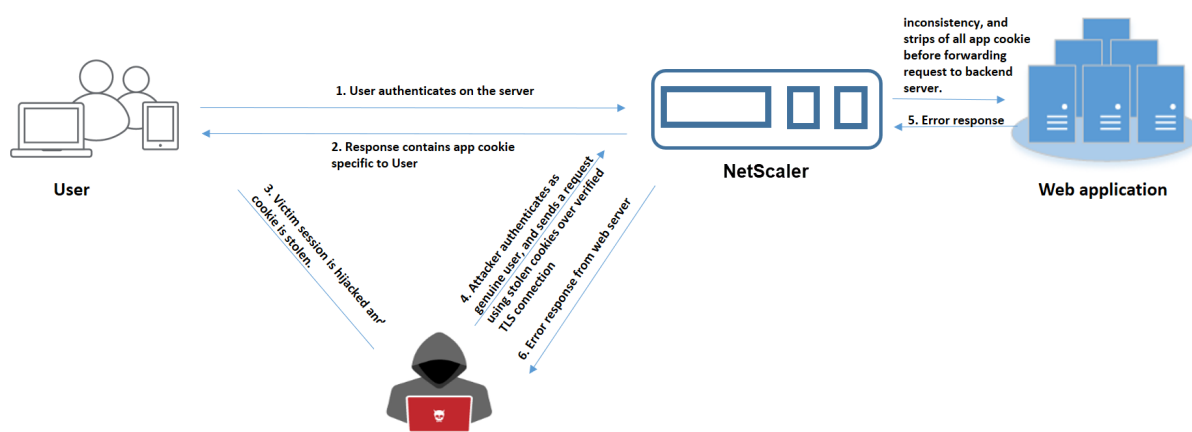 inconsistency, and
strips of all app cookie
before forwarding
request to backend
server.
1. User authenticates on the server
5. Error response
2. Response contains app cookie
specific to User
NetScaler
User
Web application
3. Victim session is hijacked and
cookie is stolen.
4. Attacker authenticates as
genuine user, and sends a request
using stolen cookies over verified
TLS connection
6. Error response from web server